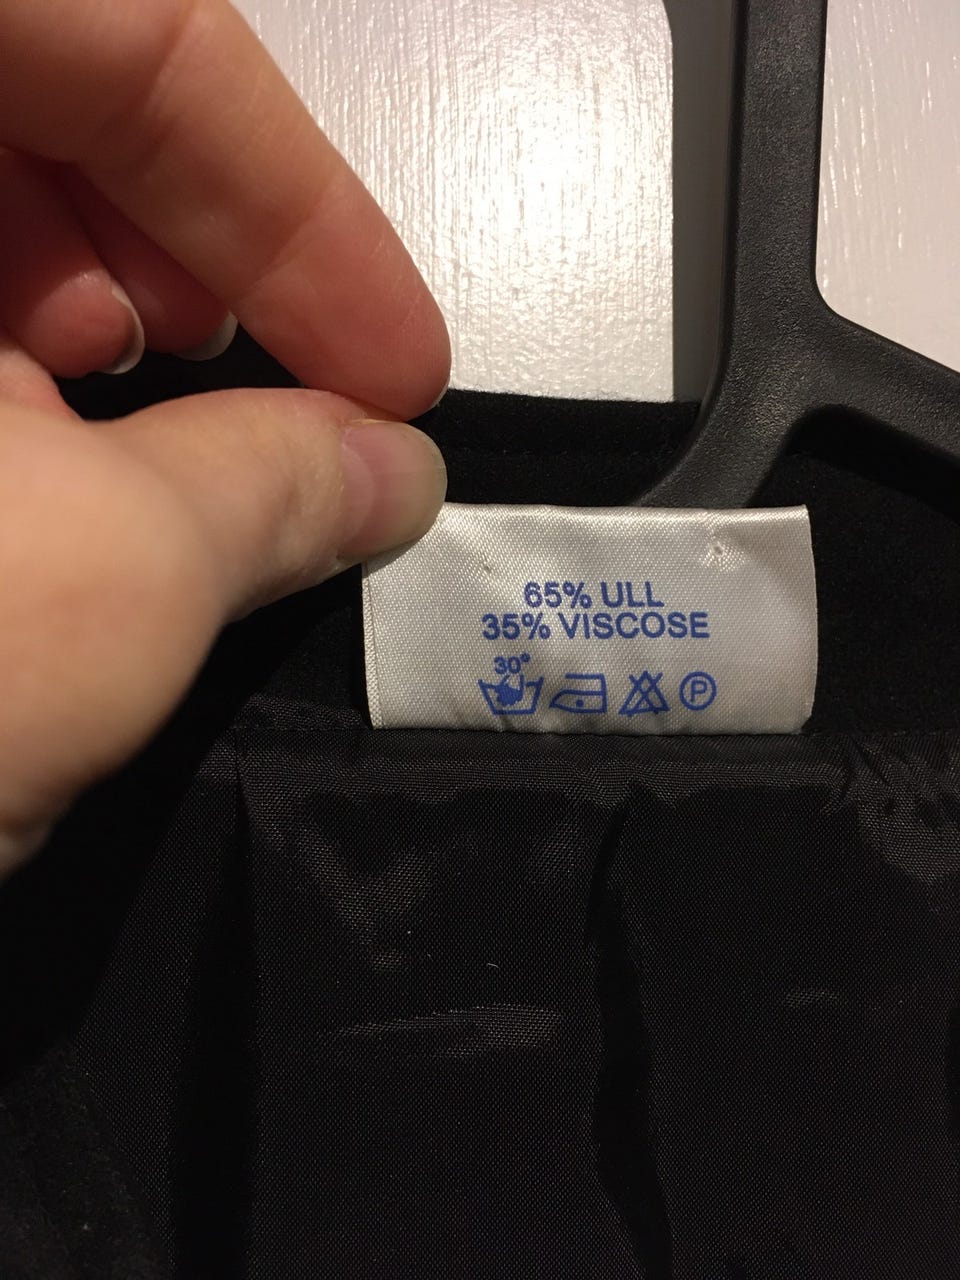 65% ULL
35% VISCOSE
30°
P